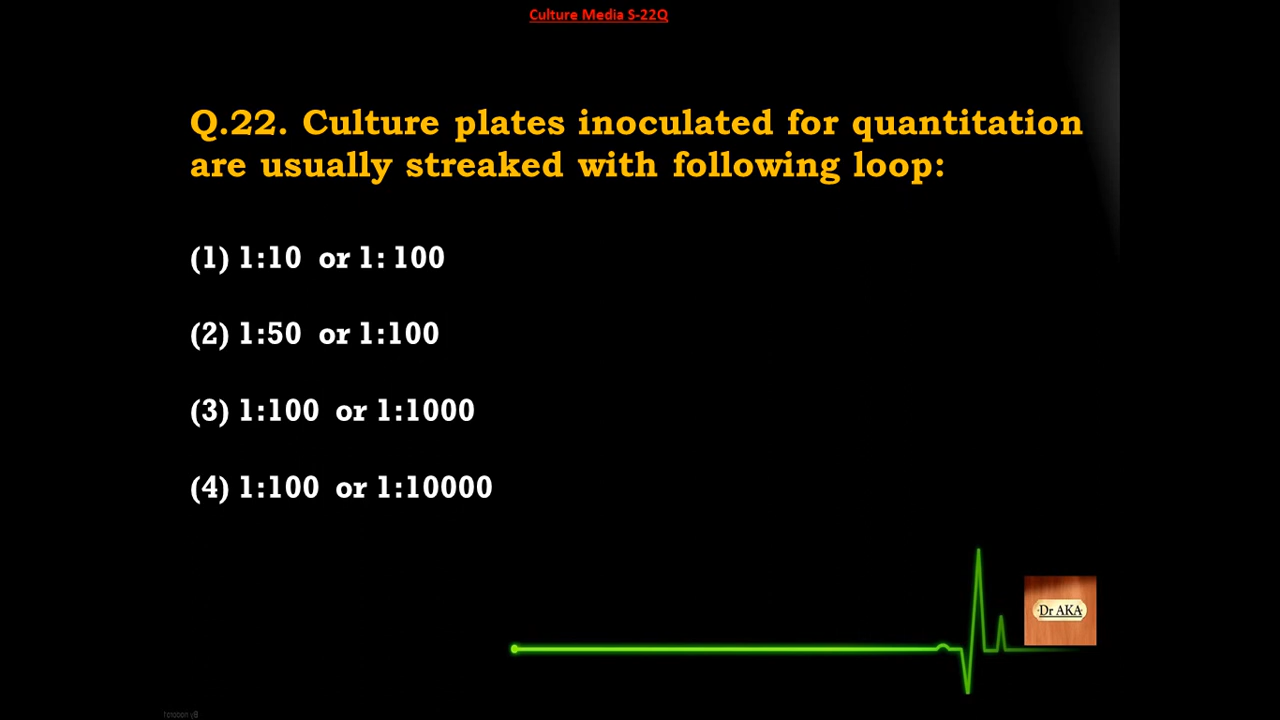 Culture Media S-22Q
Q.22. Culture plates inoculated for quantitation
are usually streaked with following loop:
(1) 1:10 or 1: 100
(2) 1:50 or 1:100
(3) 1:100 or 1:1000
(4) 1:100 or 1:10000
Dr AKA